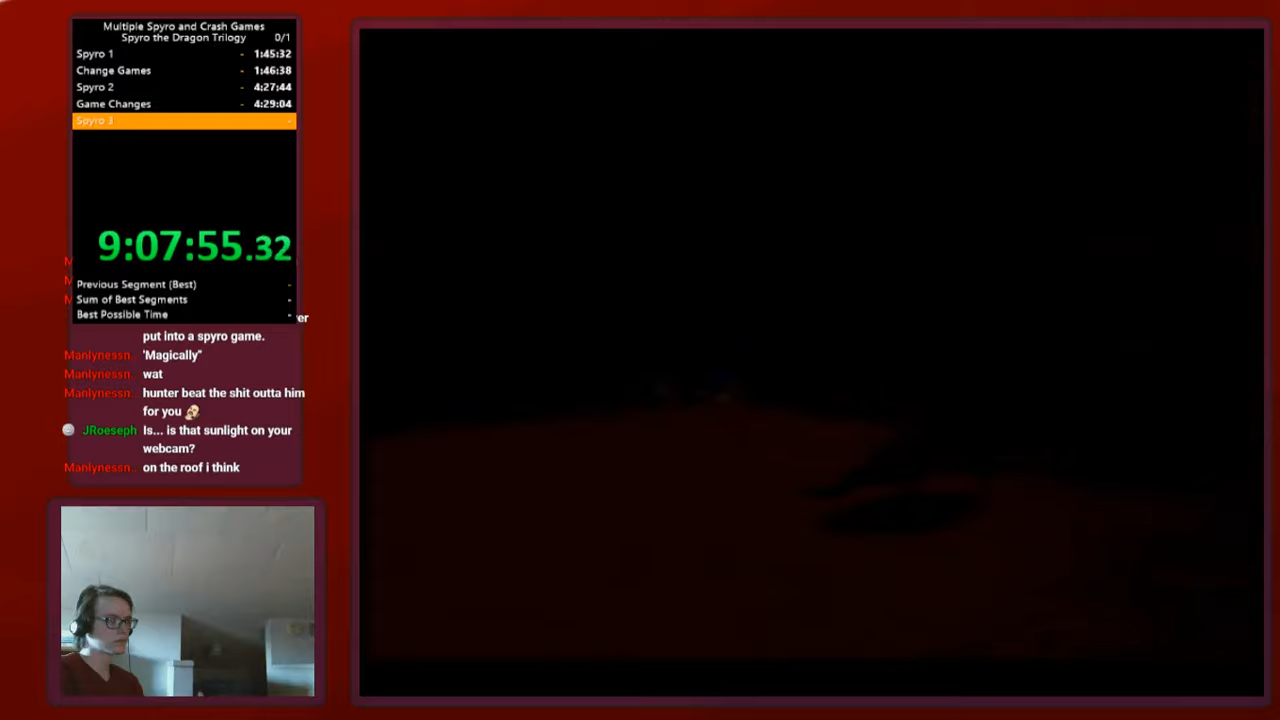 Multiple Spyro and Crash Games
Spyro the Dragon Trilogy 0/1
Spyro 1 - 1:45:32
Change Games - 1:46:38
Spyro 2 - 4:27:44
Game Changes - 4:29:04
Spyro 3 -
9:07:55.32
Previous Segment (Best) -
Sum of Best Segments -
Best Possible Time -
put into a spyro game.
Manlynessn.. 'Magically"
Manlynessn.. wat
Manlynessn.. hunter beat the shit outta him
for you
JRoeseph Is... is that sunlight on your
webcam?
Manlynessn.. on the roof i think